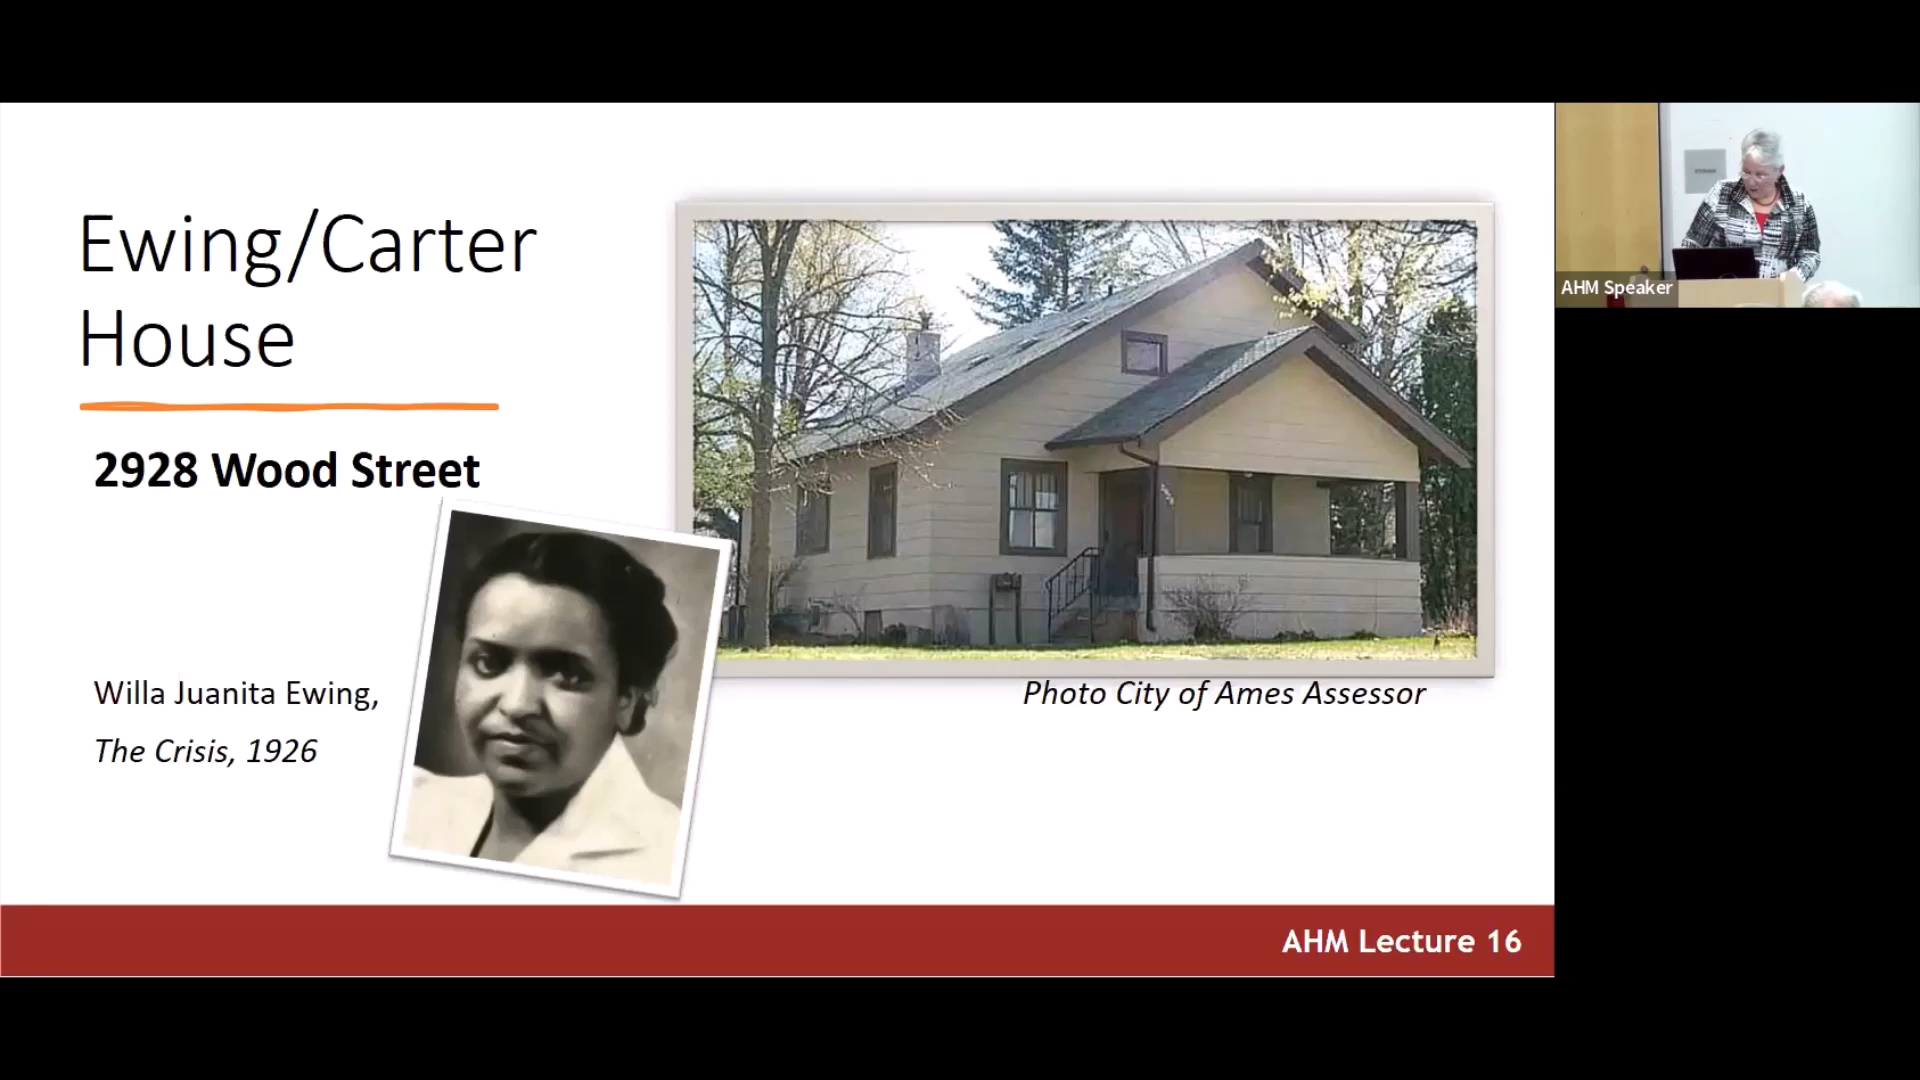 Ewing/Carter
House
2928 Wood Street
Willa Juanita Ewing,
The Crisis, 1926
Photo City of Ames Assessor
AHM Lecture 16
AHM Speaker